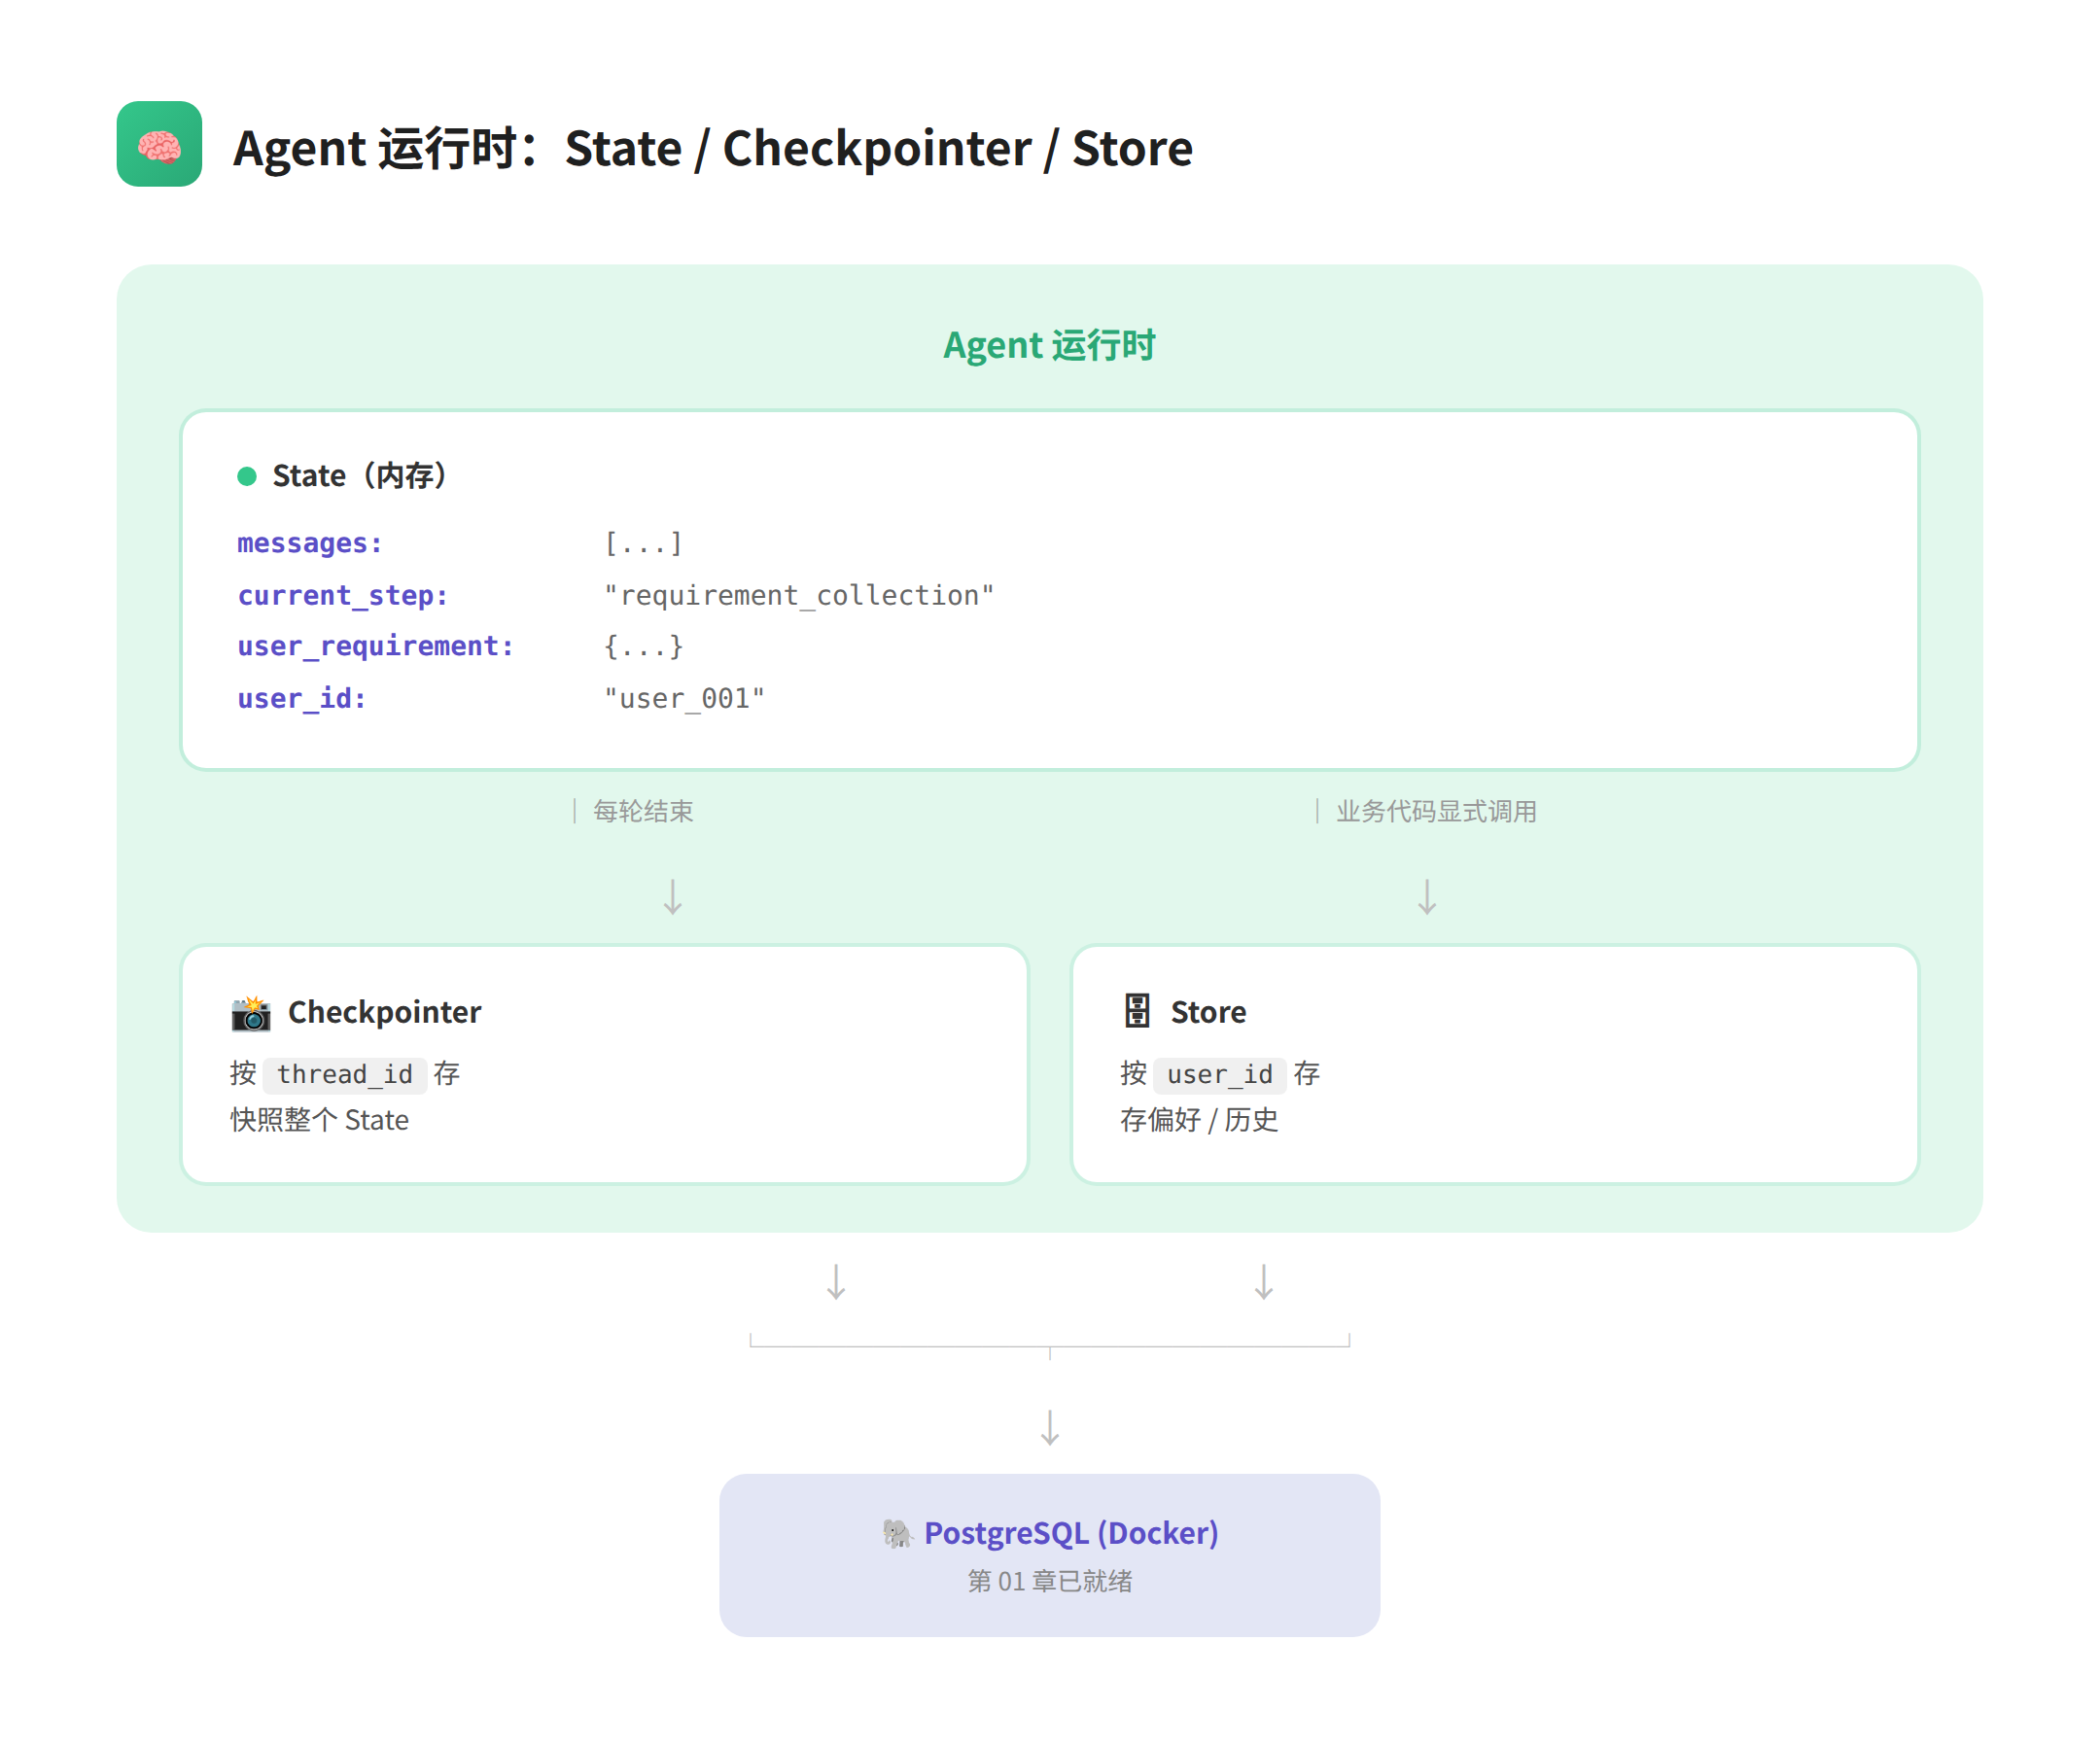 Agent 运行时：State / Checkpointer / Store
Agent 运行时
State（内存）
messages: [...]
current_step: "requirement_collection"
user_requirement: {...}
user_id: "user_001"
每轮结束
业务代码显式调用
Checkpointer
按 thread_id 存
快照整个 State
Store
按 user_id 存
存偏好 / 历史
PostgreSQL (Docker)
第 01 章已就绪